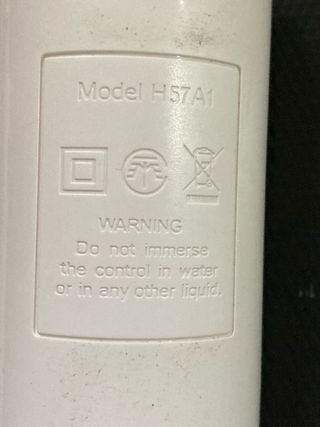 Model H57A1
WARNING
Do not immerse
the control in water
or in any other liquid.